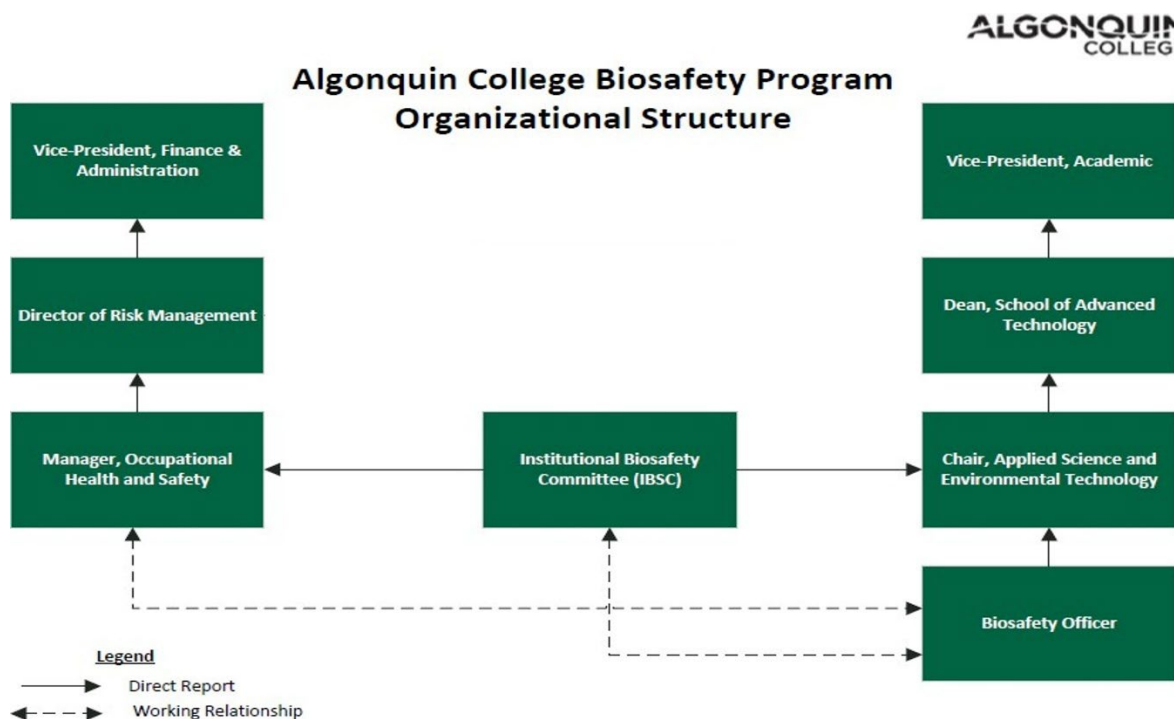 ALGONQUIN
COLLEG
Algonquin College Biosafety Program
Organizational Structure
Vice-President, Finance &
Administration
Vice-President, Academic
Director of Risk Management
Dean, School of Advanced
Technology
Manager, Occupational
Health and Safety
Institutional Biosafety
Committee (IBSC)
Chair, Applied Science and
Environmental Technology
Biosafety Officer
Legend
Direct Report
Working Relationship